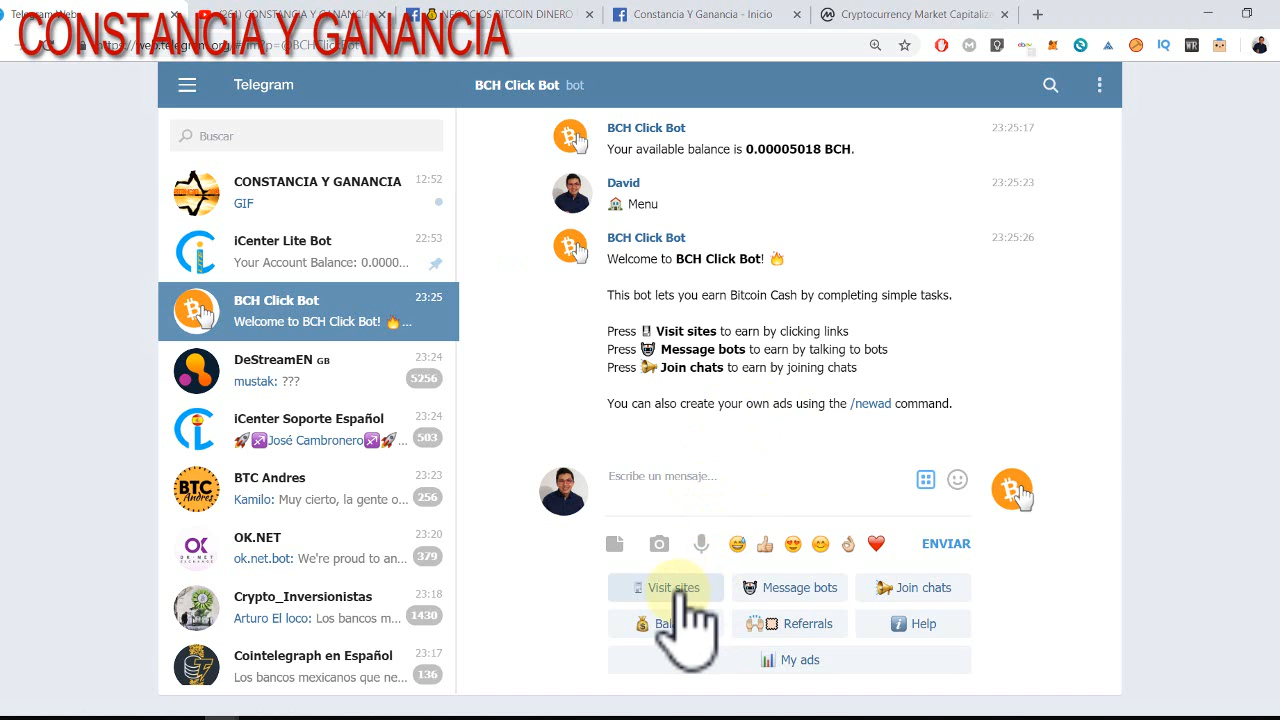 Telegram Web
(261) CONSTANCIA Y GANANCIA
NEGOCIOS BITCOIN DINERO
Constancia Y Ganancia - Inicio
Cryptocurrency Market Capitaliz
CONSTANCIA Y GANANCIA
Telegram
BCH Click Bot bot
Buscar
CONSTANCIA Y GANANCIA 12:52
GIF
iCenter Lite Bot 22:53
Your Account Balance: 0.0000...
BCH Click Bot 23:25
Welcome to BCH Click Bot! 🔥...
DeStreamEN GB 23:24
mustak: ??? 5256
iCenter Soporte Español 23:24
🚀♐José Cambronero♐🚀... 503
BTC Andres 23:23
Kamilo: Muy cierto, la gente o... 256
OK.NET 23:20
ok.net.bot: We're proud to an... 379
Crypto_Inversionistas 23:18
Arturo El loco: Los bancos m... 1430
Cointelegraph en Español 23:17
Los bancos mexicanos que ne... 136
BCH Click Bot 23:25:17
Your available balance is 0.00005018 BCH.
David 23:25:23
🏠 Menu
BCH Click Bot 23:25:26
Welcome to BCH Click Bot! 🔥
This bot lets you earn Bitcoin Cash by completing simple tasks.
Press 🖥 Visit sites to earn by clicking links
Press 🤖 Message bots to earn by talking to bots
Press 📣 Join chats to earn by joining chats
You can also create your own ads using the /newad command.
Escribe un mensaje...
ENVIAR
Visit sites
Message bots
Join chats
Referrals
Help
My ads